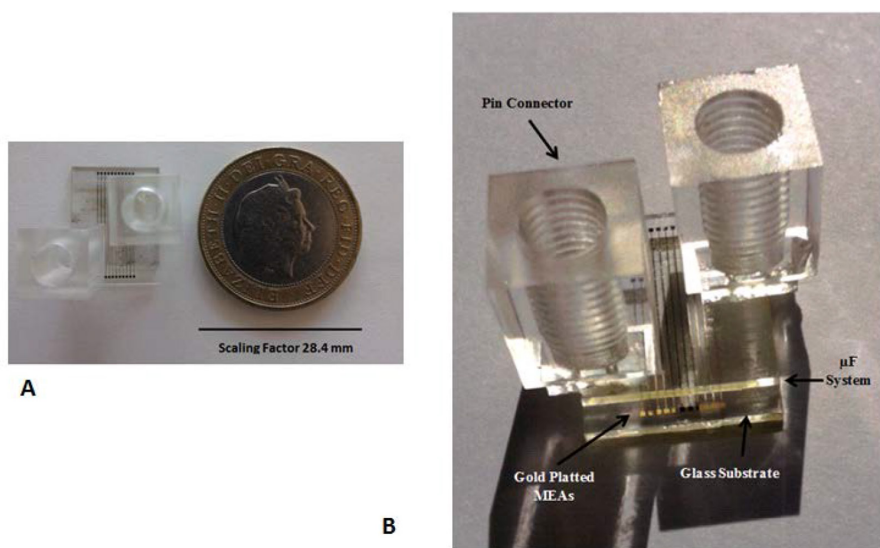 ELIZABETH II DEI GRA REG FID DEF
Scaling Factor 28.4 mm
A
Pin Connector
µF
System
Gold Platted
MEAs
Glass Substrate
B